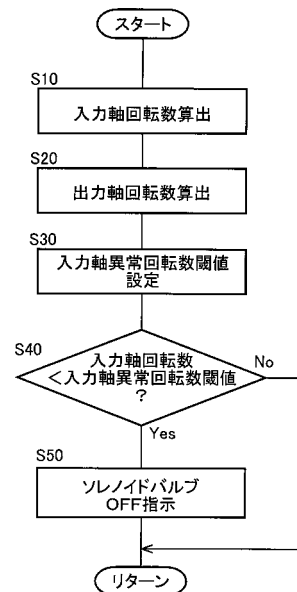 スタート
S10
入力軸回転数算出
S20
出力軸回転数算出
S30
入力軸異常回転数閾値
設定
S40
入力軸回転数
<入力軸異常回転数閾値
?
No
Yes
S50
ソレノイドバルブ
OFF指示
リターン